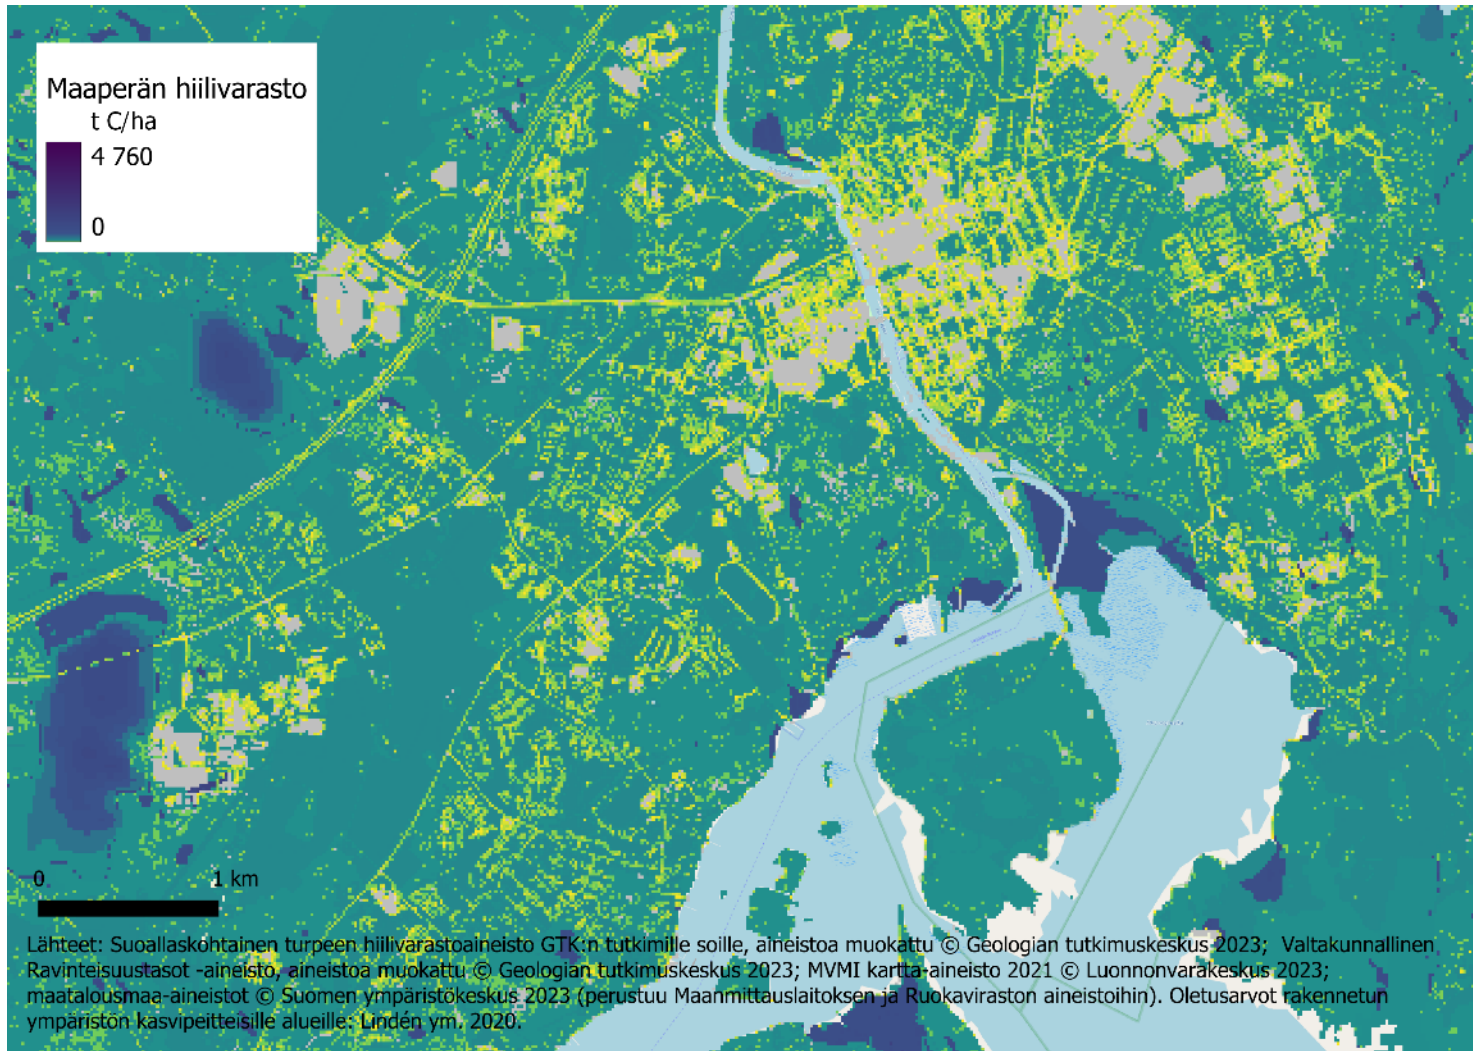 Maaperän hiilivarasto
t C/ha
4 760
0
0 1 km
Lähteet: Suoallaskohtainen turpeen hiilivarastoaineisto GTK:n tutkimille soille, aineistoa muokattu © Geologian tutkimuskeskus 2023; Valtakunnallinen
Ravinteisuustasot -aineisto, aineistoa muokattu © Geologian tutkimuskeskus 2023; MVMI kartta-aineisto 2021 © Luonnonvarakeskus 2023;
maatalousmaa-aineistot © Suomen ympäristökeskus 2023 (perustuu Maanmittauslaitoksen ja Ruokaviraston aineistoihin). Oletusarvot rakennetun
ympäristön kasvipeitteisille alueille: Lindén ym. 2020.